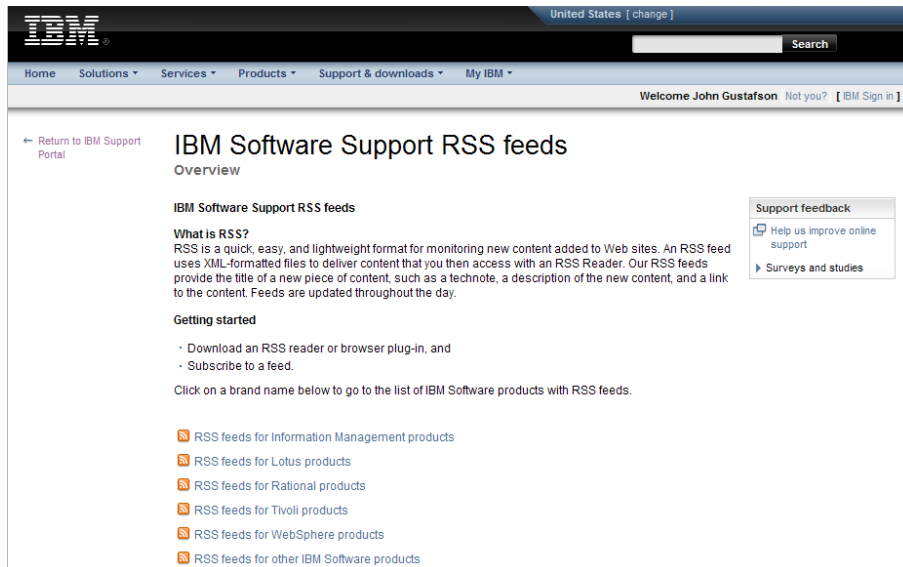 IBM®
United States [ change ]
Search
Home Solutions Services Products Support & downloads My IBM
Welcome John Gustafson Not you? [ IBM Sign in ]
← Return to IBM Support
Portal
IBM Software Support RSS feeds
Overview
IBM Software Support RSS feeds
What is RSS?
RSS is a quick, easy, and lightweight format for monitoring new content added to Web sites. An RSS feed
uses XML-formatted files to deliver content that you then access with an RSS Reader. Our RSS feeds
provide the title of a new piece of content, such as a technote, a description of the new content, and a link
to the content. Feeds are updated throughout the day.
Getting started
· Download an RSS reader or browser plug-in, and
· Subscribe to a feed.
Click on a brand name below to go to the list of IBM Software products with RSS feeds.
RSS feeds for Information Management products
RSS feeds for Lotus products
RSS feeds for Rational products
RSS feeds for Tivoli products
RSS feeds for WebSphere products
RSS feeds for other IBM Software products
Support feedback
Help us improve online
support
Surveys and studies